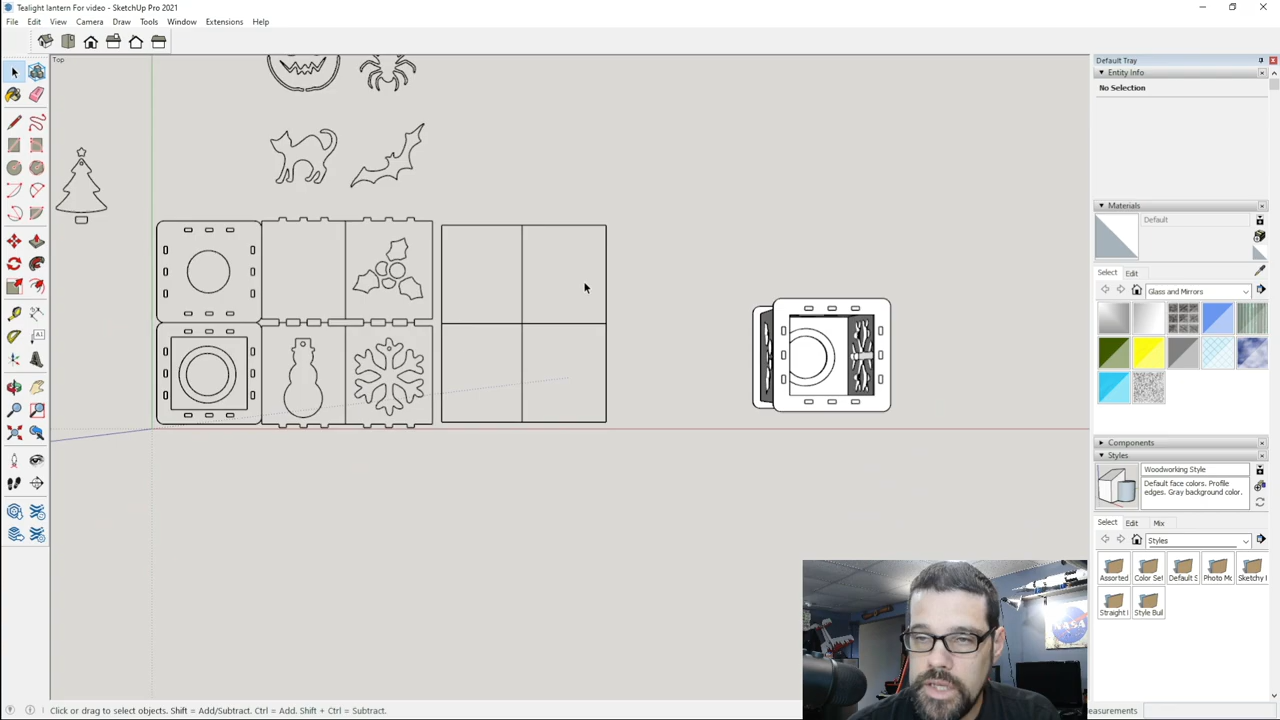 Tealight lantern For video - SketchUp Pro 2021
File Edit View Camera Draw Tools Window Extensions Help
Top
Default Tray
Entity Info
No Selection
Materials
Default
Select Edit
Glass and Mirrors
Components
Styles
Woodworking Style
Default face colors. Profile
edges. Gray background color.
Select Edit Mix
Styles
Assorted Color Set Default S Photo Mo Sketchy I
Straight I Style Buil
NASA
Click or drag to select objects. Shift = Add/Subtract. Ctrl = Add. Shift + Ctrl = Subtract.
easurements